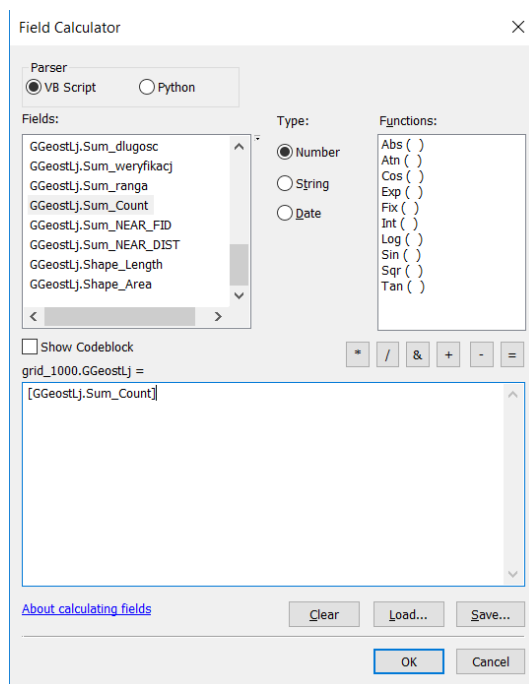 Field Calculator
Parser
VB Script Python
Fields:
Type:
Functions:
GGeostLj.Sum_dlugosc
GGeostLj.Sum_weryfikacj
GGeostLj.Sum_ranga
GGeostLj.Sum_Count
GGeostLj.Sum_NEAR_FID
GGeostLj.Sum_NEAR_DIST
GGeostLj.Shape_Length
GGeostLj.Shape_Area
Number
String
Date
Abs ( )
Atn ( )
Cos ( )
Exp ( )
Fix ( )
Int ( )
Log ( )
Sin ( )
Sqr ( )
Tan ( )
Show Codeblock
* / & + - =
grid_1000.GGeostLj =
[GGeostLj.Sum_Count]
About calculating fields
Clear Load... Save...
OK Cancel